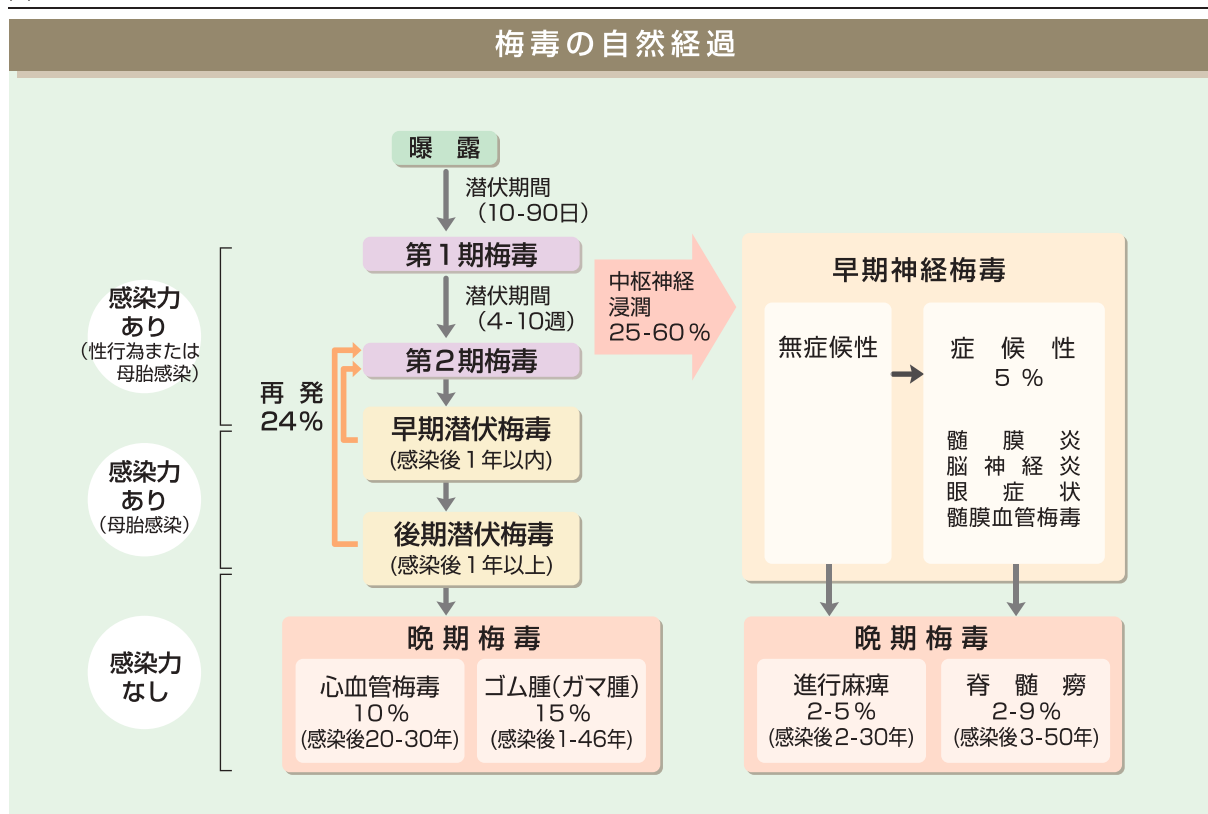 梅毒の自然経過
曝露
潜伏期間
(10-90日)
第1期梅毒
潜伏期間
(4-10週)
第2期梅毒
早期潜伏梅毒
(感染後1年以内)
後期潜伏梅毒
(感染後1年以上)
再発
24%
感染力
あり
(性行為または
母胎感染)
感染力
あり
(母胎感染)
感染力
なし
中枢神経
浸潤
25-60%
早期神経梅毒
無症候性
症候性
5%
髄膜炎
脳神経炎
眼症状
髄膜血管梅毒
晩期梅毒
心血管梅毒
10%
(感染後20-30年)
ゴム腫(ガマ腫)
15%
(感染後1-46年)
晩期梅毒
進行麻痺
2-5%
(感染後2-30年)
脊髄癆
2-9%
(感染後3-50年)